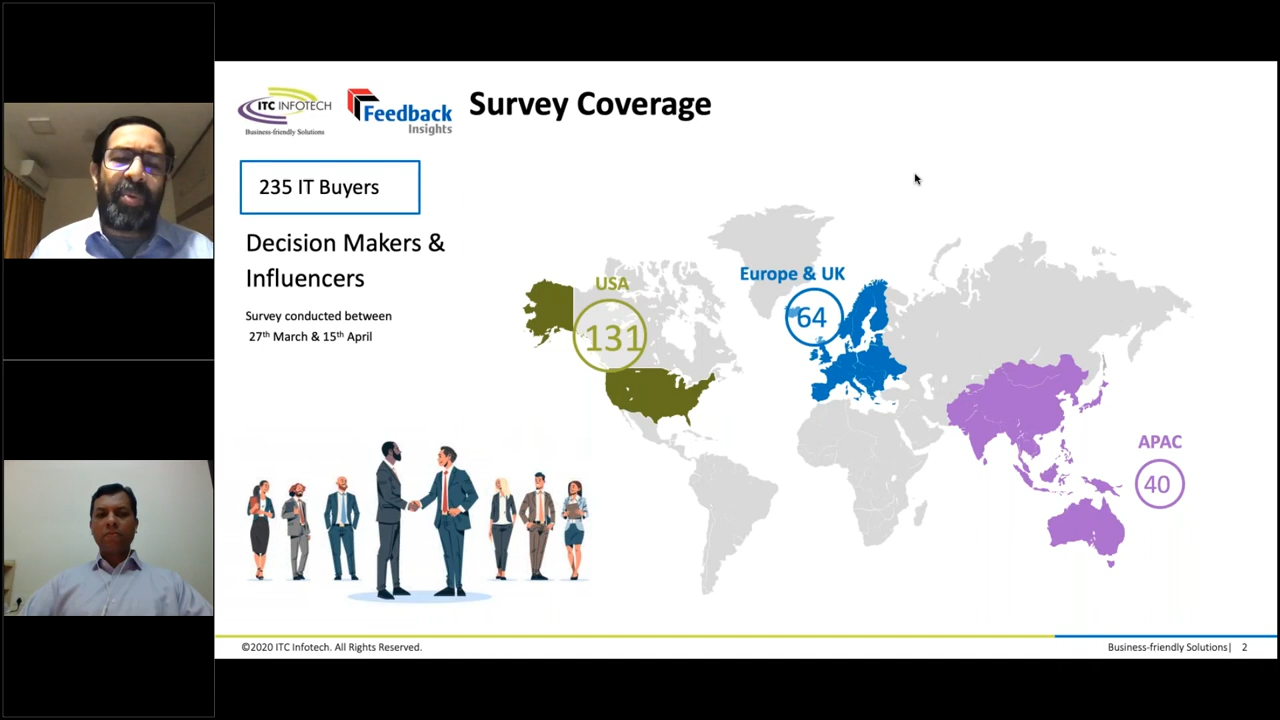 ITC INFOTECH
Business-friendly Solutions
Feedback
Insights
Survey Coverage
235 IT Buyers
Decision Makers &
Influencers
Survey conducted between
27th March & 15th April
USA
131
Europe & UK
64
APAC
40
©2020 ITC Infotech. All Rights Reserved.
Business-friendly Solutions| 2